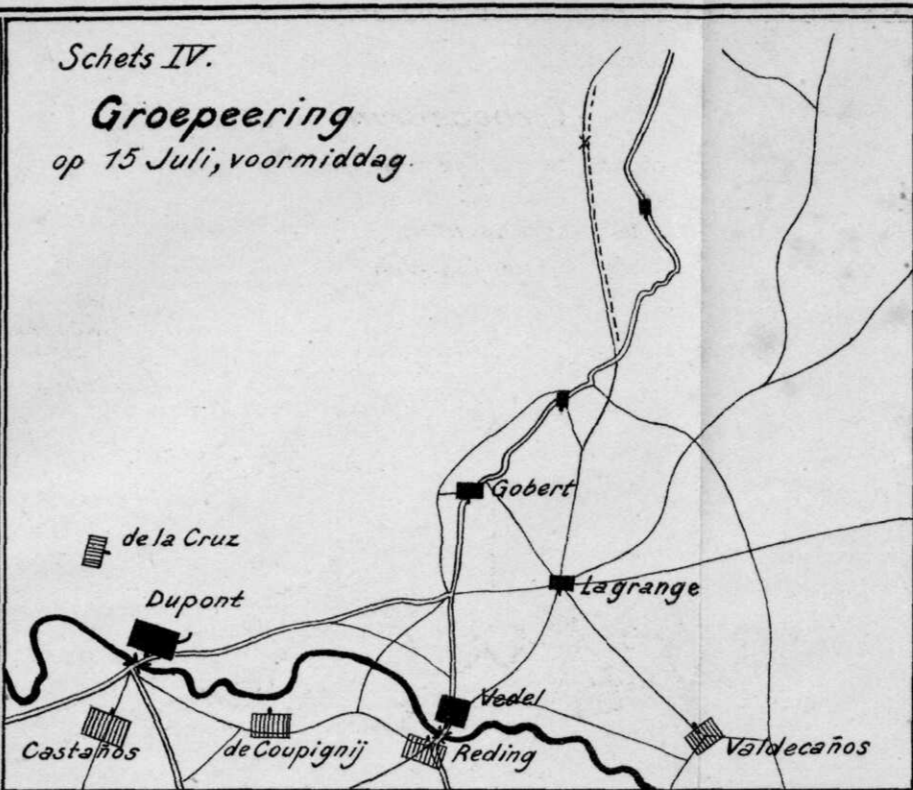 Schets IV.
Groepeering
op 15 Juli, voormiddag.
Gobert
de la Cruz
Lagrange
Dupont
Vedel
Castaños
de Coupignij
Reding
Valdecaños